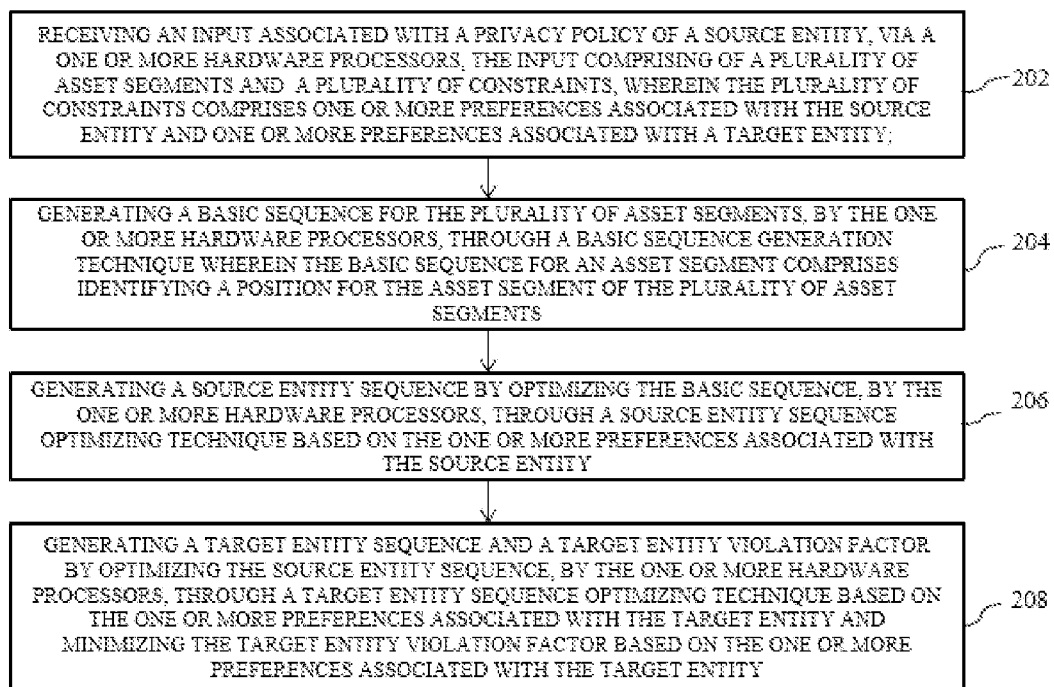 RECEIVING AN INPUT ASSOCIATED WITH A PRIVACY POLICY OF A SOURCE ENTITY, VIA A
ONE OR MORE HARDWARE PROCESSORS, THE INPUT COMPRISING OF A PLURALITY OF
ASSET SEGMENTS AND A PLURALITY OF CONSTRAINTS, WHEREIN THE PLURALITY OF
CONSTRAINTS COMPRISES ONE OR MORE PREFERENCES ASSOCIATED WITH THE SOURCE
ENTITY AND ONE OR MORE PREFERENCES ASSOCIATED WITH A TARGET ENTITY;
202
GENERATING A BASIC SEQUENCE FOR THE PLURALITY OF ASSET SEGMENTS, BY THE ONE
OR MORE HARDWARE PROCESSORS, THROUGH A BASIC SEQUENCE GENERATION
TECHNIQUE WHEREIN THE BASIC SEQUENCE FOR AN ASSET SEGMENT COMPRISES
IDENTIFYING A POSITION FOR THE ASSET SEGMENT OF THE PLURALITY OF ASSET
SEGMENTS
204
GENERATING A SOURCE ENTITY SEQUENCE BY OPTIMIZING THE BASIC SEQUENCE, BY THE
ONE OR MORE HARDWARE PROCESSORS, THROUGH A SOURCE ENTITY SEQUENCE
OPTIMIZING TECHNIQUE BASED ON THE ONE OR MORE PREFERENCES ASSOCIATED WITH
THE SOURCE ENTITY
206
GENERATING A TARGET ENTITY SEQUENCE AND A TARGET ENTITY VIOLATION FACTOR
BY OPTIMIZING THE SOURCE ENTITY SEQUENCE, BY THE ONE OR MORE HARDWARE
PROCESSORS, THROUGH A TARGET ENTITY SEQUENCE OPTIMIZING TECHNIQUE BASED ON
THE ONE OR MORE PREFERENCES ASSOCIATED WITH THE TARGET ENTITY AND
MINIMIZING THE TARGET ENTITY VIOLATION FACTOR BASED ON THE ONE OR MORE
PREFERENCES ASSOCIATED WITH THE TARGET ENTITY
208